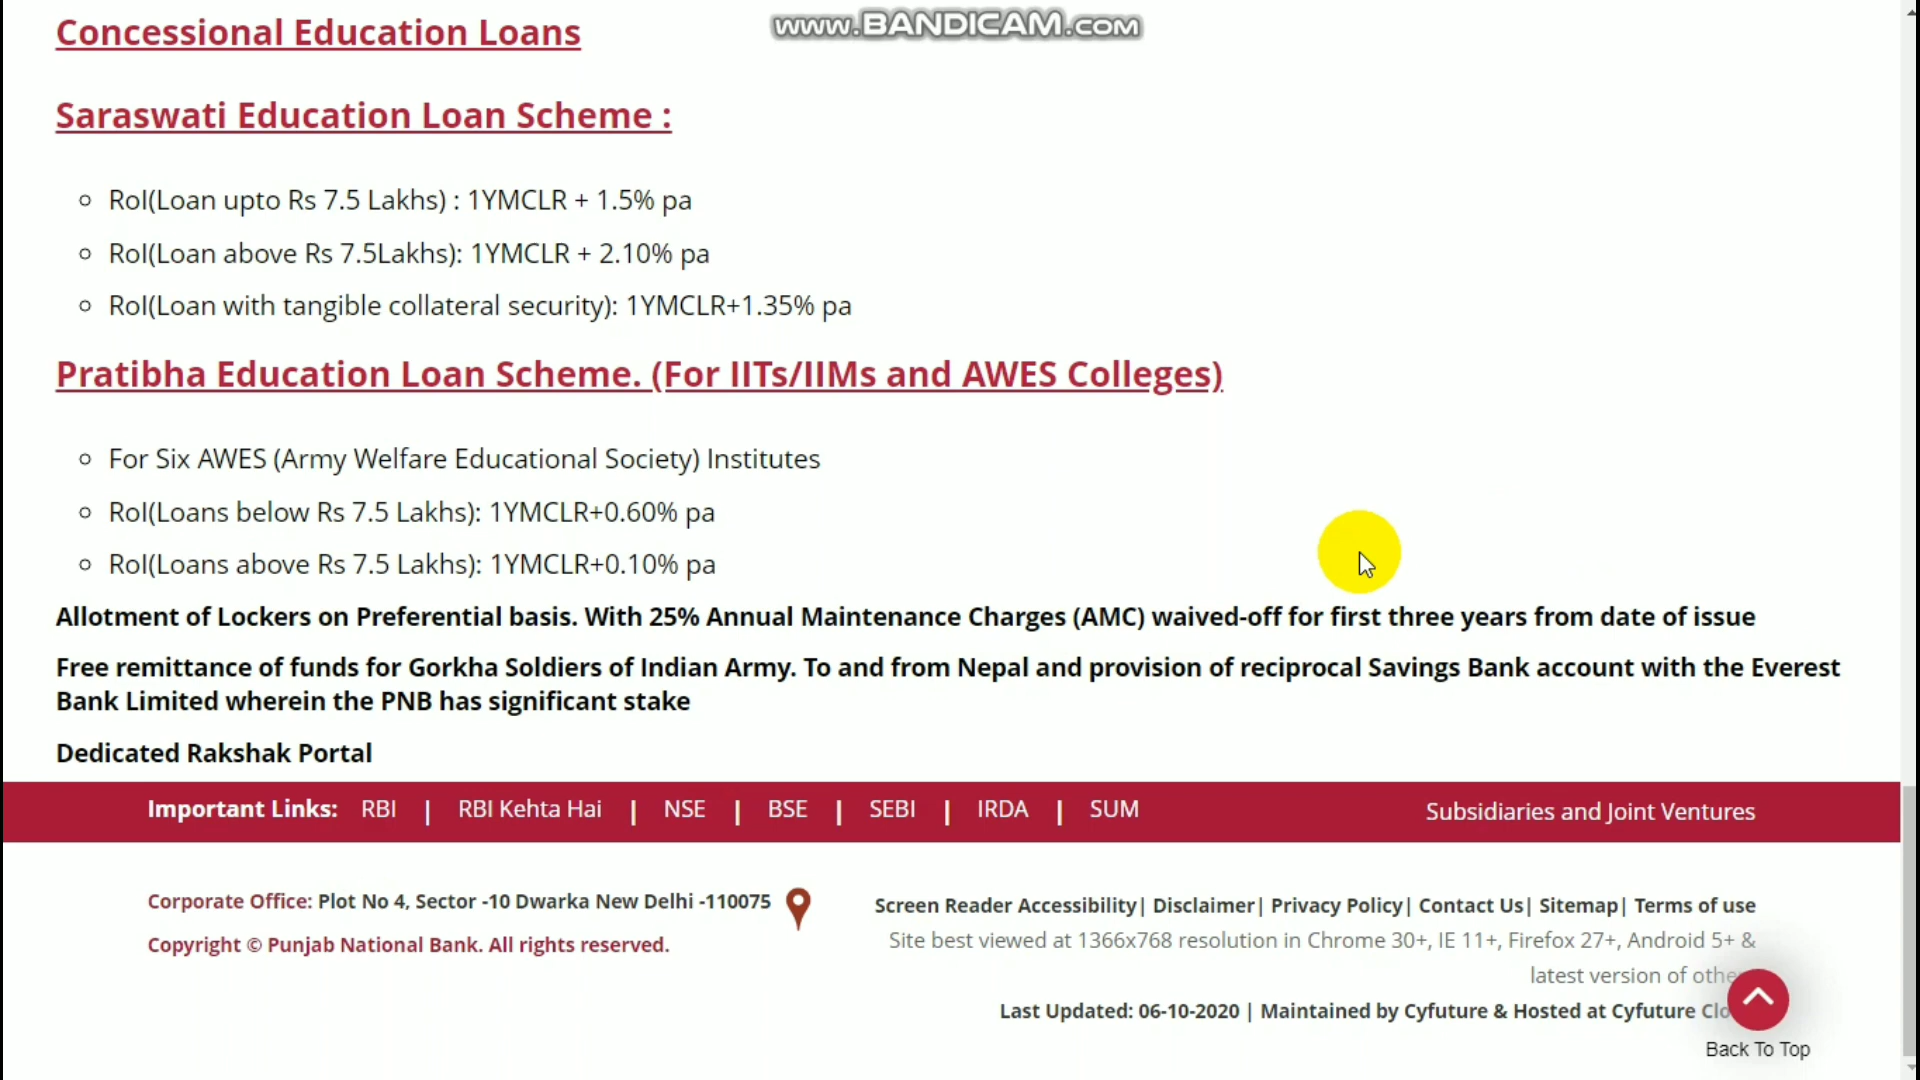 www.BANDICAM.com
Concessional Education Loans
Saraswati Education Loan Scheme :
RoI(Loan upto Rs 7.5 Lakhs) : 1YMCLR + 1.5% pa
RoI(Loan above Rs 7.5Lakhs): 1YMCLR + 2.10% pa
RoI(Loan with tangible collateral security): 1YMCLR+1.35% pa
Pratibha Education Loan Scheme. (For IITs/IIMs and AWES Colleges)
For Six AWES (Army Welfare Educational Society) Institutes
RoI(Loans below Rs 7.5 Lakhs): 1YMCLR+0.60% pa
RoI(Loans above Rs 7.5 Lakhs): 1YMCLR+0.10% pa
Allotment of Lockers on Preferential basis. With 25% Annual Maintenance Charges (AMC) waived-off for first three years from date of issue
Free remittance of funds for Gorkha Soldiers of Indian Army. To and from Nepal and provision of reciprocal Savings Bank account with the Everest
Bank Limited wherein the PNB has significant stake
Dedicated Rakshak Portal
Important Links: RBI | RBI Kehta Hai | NSE | BSE | SEBI | IRDA | SUM Subsidiaries and Joint Ventures
Corporate Office: Plot No 4, Sector -10 Dwarka New Delhi -110075
Copyright © Punjab National Bank. All rights reserved.
Screen Reader Accessibility| Disclaimer| Privacy Policy| Contact Us| Sitemap| Terms of use
Site best viewed at 1366x768 resolution in Chrome 30+, IE 11+, Firefox 27+, Android 5+ &
latest version of
Last Updated: 06-10-2020 | Maintained by Cyfuture & Hosted at Cyfuture
Back To Top